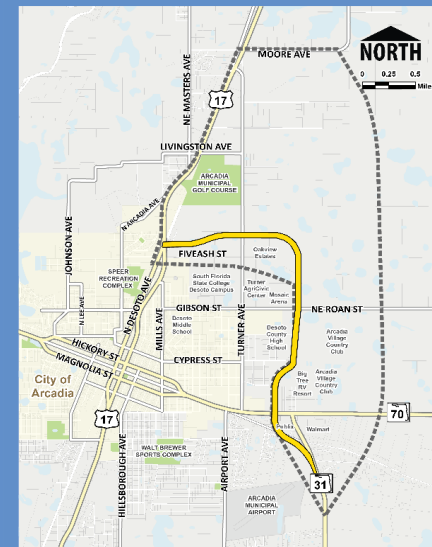 NORTH
0 0.25 0.5
Mile
MOORE AVE
NE MASTERS AVE
17
LIVINGSTON AVE
ARCADIA
MUNICIPAL
GOLF COURSE
N ARCADIA AVE
JOHNSON AVE
FIVEASH ST
Oakview
Estates
SPEER
RECREATION
COMPLEX
South Florida
State College
Desoto Campus
Turner
AgriCivic
Center
Mosaic
Arena
N DESOTO AVE
N LEE AVE
MILLS AVE
GIBSON ST
TURNER AVE
NE ROAN ST
Desoto
Middle
School
Desoto
County
High
School
Arcadia
Village
Country
Club
HICKORY ST
MAGNOLIA ST
CYPRESS ST
Big
Tree
RV
Resort
Arcadia
Village
Country
Club
City of
Arcadia
17
70
Publix
Walmart
HILLSBOROUGH AVE
WALT BREWER
SPORTS COMPLEX
AIRPORT AVE
31
ARCADIA
MUNICIPAL
AIRPORT